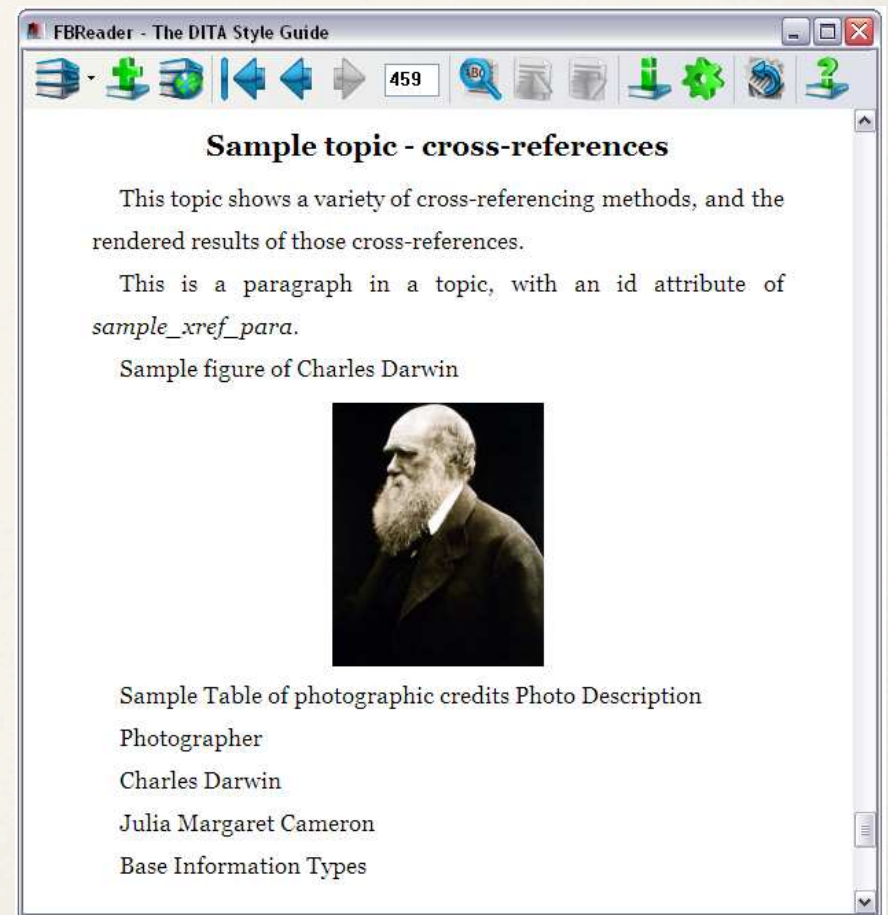 FBReader - The DITA Style Guide
459
ABC
Sample topic - cross-references
This topic shows a variety of cross-referencing methods, and the
rendered results of those cross-references.
This is a paragraph in a topic, with an id attribute of
sample_xref_para.
Sample figure of Charles Darwin
Sample Table of photographic credits Photo Description
Photographer
Charles Darwin
Julia Margaret Cameron
Base Information Types